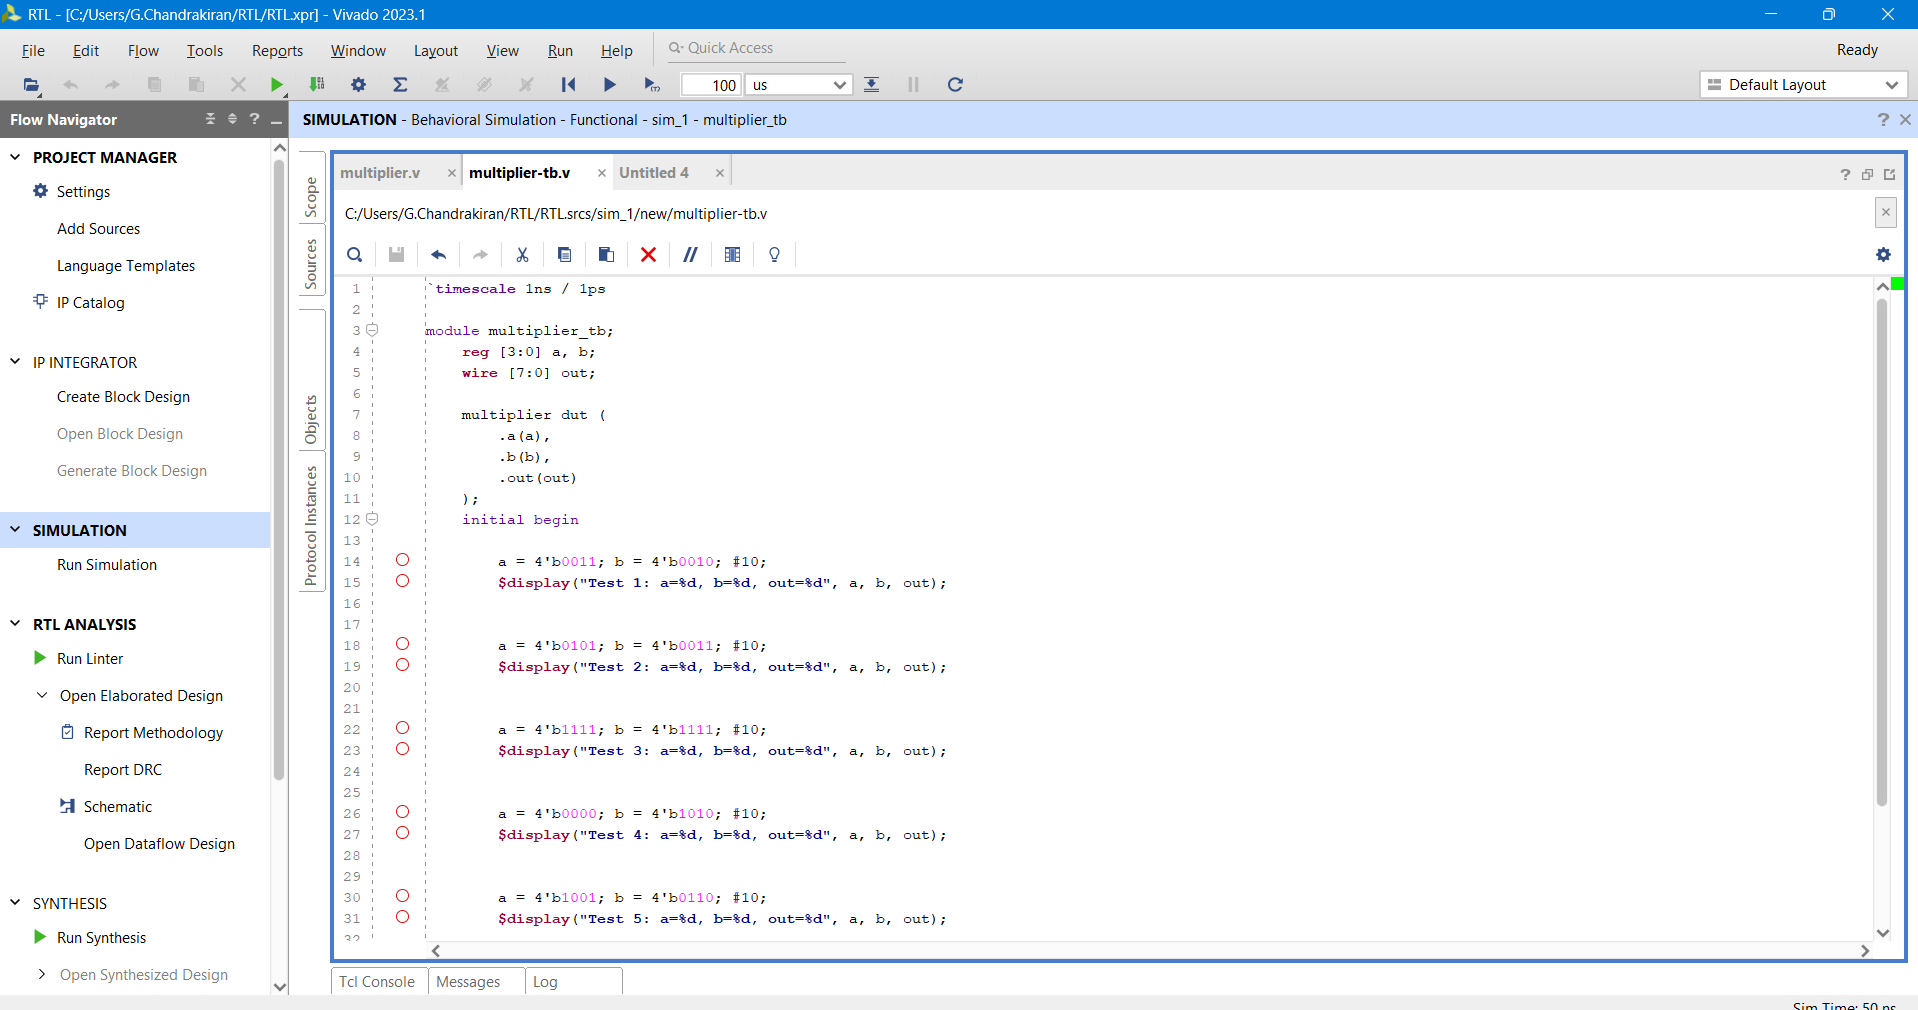 RTL - [C:/Users/G.Chandrakiran/RTL/RTL.xpr] - Vivado 2023.1
File Edit Flow Tools Reports Window Layout View Run Help Quick Access Ready
100 us Default Layout
Flow Navigator
SIMULATION - Behavioral Simulation - Functional - sim_1 - multiplier_tb
PROJECT MANAGER
Settings
Add Sources
Language Templates
IP Catalog
IP INTEGRATOR
Create Block Design
Open Block Design
Generate Block Design
SIMULATION
Run Simulation
RTL ANALYSIS
Run Linter
Open Elaborated Design
Report Methodology
Report DRC
Schematic
Open Dataflow Design
SYNTHESIS
Run Synthesis
Open Synthesized Design
Scope
Sources
Objects
Protocol Instances
multiplier.v multiplier-tb.v Untitled 4
C:/Users/G.Chandrakiran/RTL/RTL.srcs/sim_1/new/multiplier-tb.v
1 `timescale 1ns / 1ps
2
3 module multiplier_tb;
4 reg [3:0] a, b;
5 wire [7:0] out;
6
7 multiplier dut (
8 .a(a),
9 .b(b),
10 .out(out)
11 );
12 initial begin
13
14 a = 4'b0011; b = 4'b0010; #10;
15 $display("Test 1: a=%d, b=%d, out=%d", a, b, out);
16
17
18 a = 4'b0101; b = 4'b0011; #10;
19 $display("Test 2: a=%d, b=%d, out=%d", a, b, out);
20
21
22 a = 4'b1111; b = 4'b1111; #10;
23 $display("Test 3: a=%d, b=%d, out=%d", a, b, out);
24
25
26 a = 4'b0000; b = 4'b1010; #10;
27 $display("Test 4: a=%d, b=%d, out=%d", a, b, out);
28
29
30 a = 4'b1001; b = 4'b0110; #10;
31 $display("Test 5: a=%d, b=%d, out=%d", a, b, out);
32
Tcl Console Messages Log
Sim Time: 50 ns